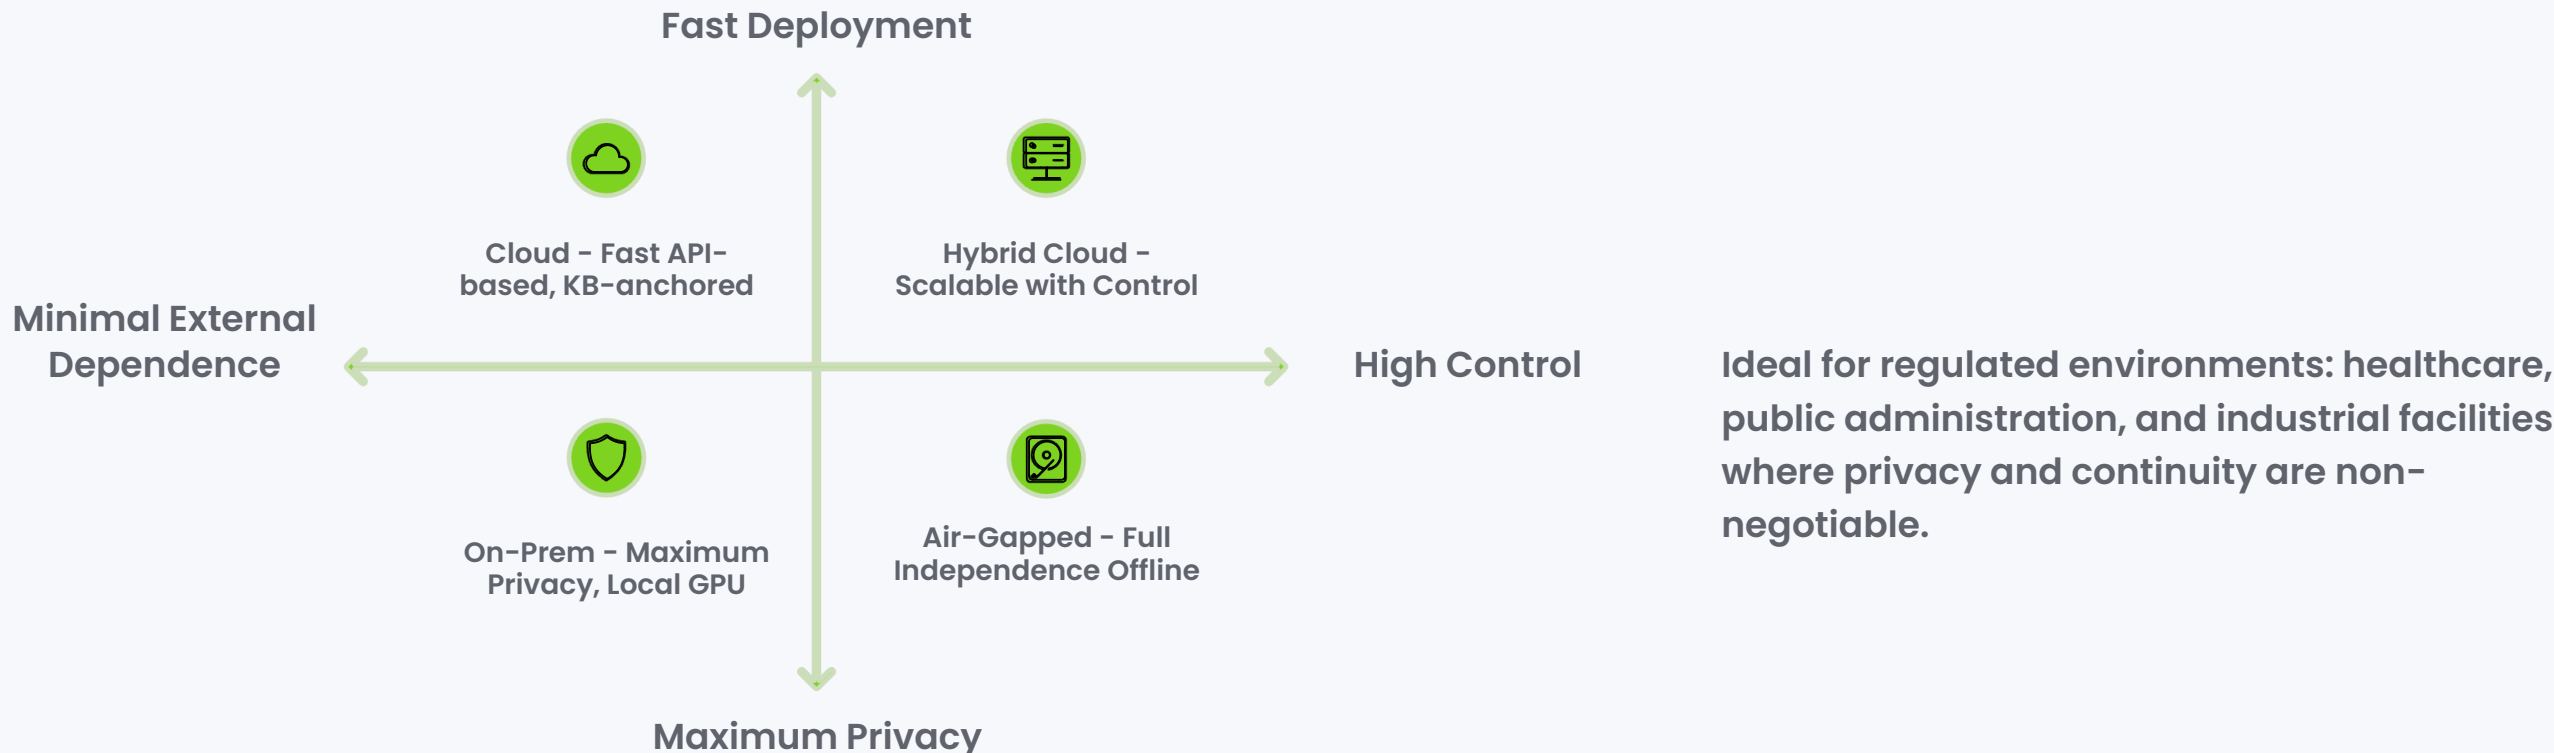 Fast Deployment
Cloud - Fast API-
based, KB-anchored
Hybrid Cloud -
Scalable with Control
Minimal External
Dependence
High Control
On-Prem - Maximum
Privacy, Local GPU
Air-Gapped - Full
Independence Offline
Maximum Privacy
Ideal for regulated environments: healthcare,
public administration, and industrial facilities
where privacy and continuity are non-
negotiable.